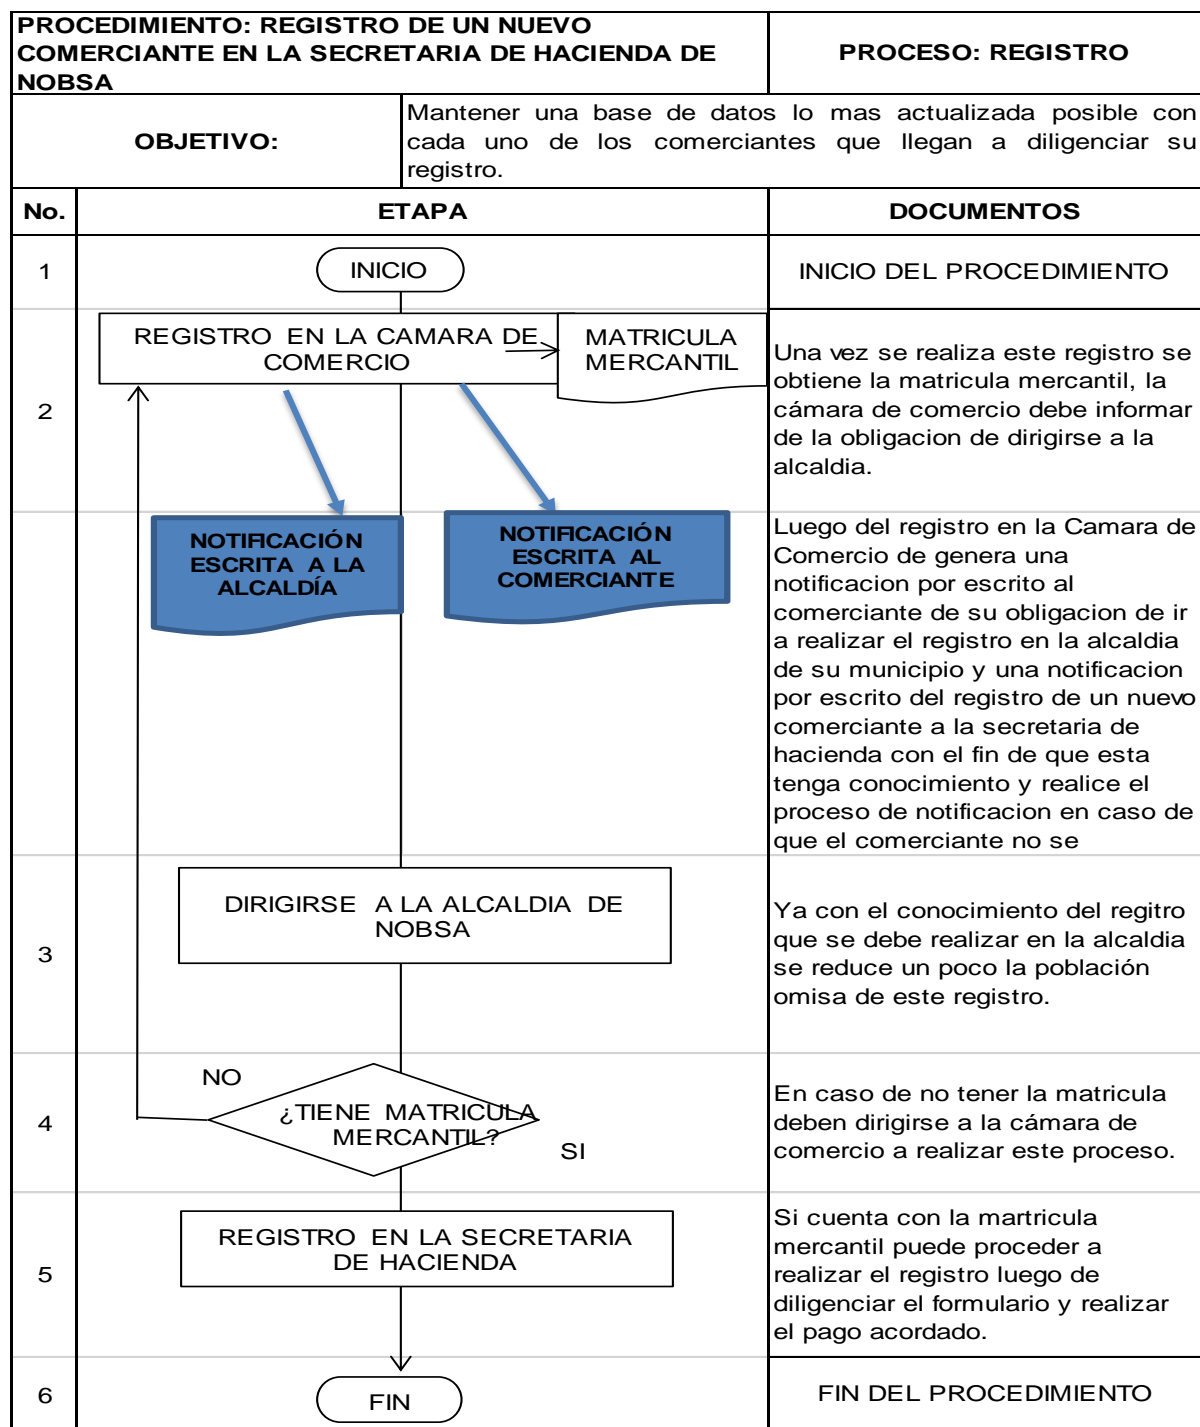 PROCEDIMIENTO: REGISTRO DE UN NUEVO
COMERCIANTE EN LA SECRETARIA DE HACIENDA DE
NOBSA
PROCESO: REGISTRO
OBJETIVO:
Mantener una base de datos lo mas actualizada posible con
cada uno de los comerciantes que llegan a diligenciar su
registro.
No.
ETAPA
DOCUMENTOS
1
INICIO
INICIO DEL PROCEDIMIENTO
2
REGISTRO EN LA CAMARA DE
COMERCIO
MATRICULA
MERCANTIL
Una vez se realiza este registro se
obtiene la matricula mercantil, la
cámara de comercio debe informar
de la obligacion de dirigirse a la
alcaldia.
NOTIFICACIÓN
ESCRITA A LA
ALCALDÍA
NOTIFICACIÓN
ESCRITA AL
COMERCIANTE
Luego del registro en la Camara de
Comercio de genera una
notificacion por escrito al
comerciante de su obligacion de ir
a realizar el registro en la alcaldia
de su municipio y una notificacion
por escrito del registro de un nuevo
comerciante a la secretaria de
hacienda con el fin de que esta
tenga conocimiento y realice el
proceso de notificacion en caso de
que el comerciante no se
3
DIRIGIRSE A LA ALCALDIA DE
NOBSA
Ya con el conocimiento del regitro
que se debe realizar en la alcaldia
se reduce un poco la población
omisa de este registro.
4
NO
¿TIENE MATRICULA
MERCANTIL?
SI
En caso de no tener la matricula
deben dirigirse a la cámara de
comercio a realizar este proceso.
5
REGISTRO EN LA SECRETARIA
DE HACIENDA
Si cuenta con la martricula
mercantil puede proceder a
realizar el registro luego de
diligenciar el formulario y realizar
el pago acordado.
6
FIN
FIN DEL PROCEDIMIENTO